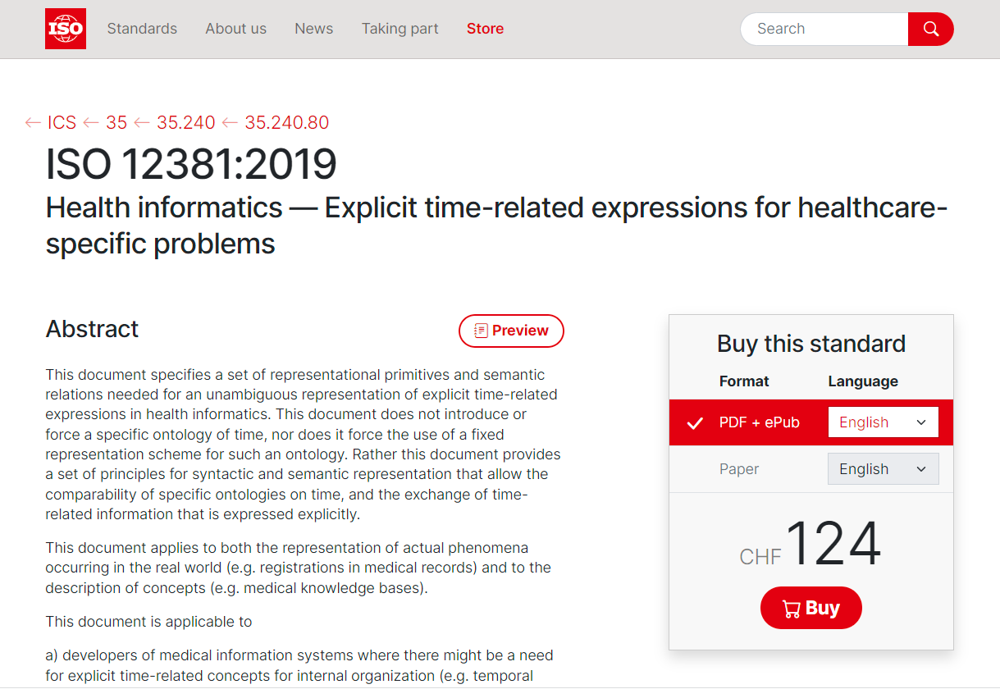 ISO
Standards About us News Taking part Store
Search
← ICS ← 35 ← 35.240 ← 35.240.80
ISO 12381:2019
Health informatics — Explicit time-related expressions for healthcare-
specific problems
Abstract
Preview
This document specifies a set of representational primitives and semantic
relations needed for an unambiguous representation of explicit time-related
expressions in health informatics. This document does not introduce or
force a specific ontology of time, nor does it force the use of a fixed
representation scheme for such an ontology. Rather this document provides
a set of principles for syntactic and semantic representation that allow the
comparability of specific ontologies on time, and the exchange of time-
related information that is expressed explicitly.
This document applies to both the representation of actual phenomena
occurring in the real world (e.g. registrations in medical records) and to the
description of concepts (e.g. medical knowledge bases).
This document is applicable to
a) developers of medical information systems where there might be a need
for explicit time-related concepts for internal organization (e.g. temporal
Buy this standard
Format Language
PDF + ePub English
Paper English
CHF 124
Buy